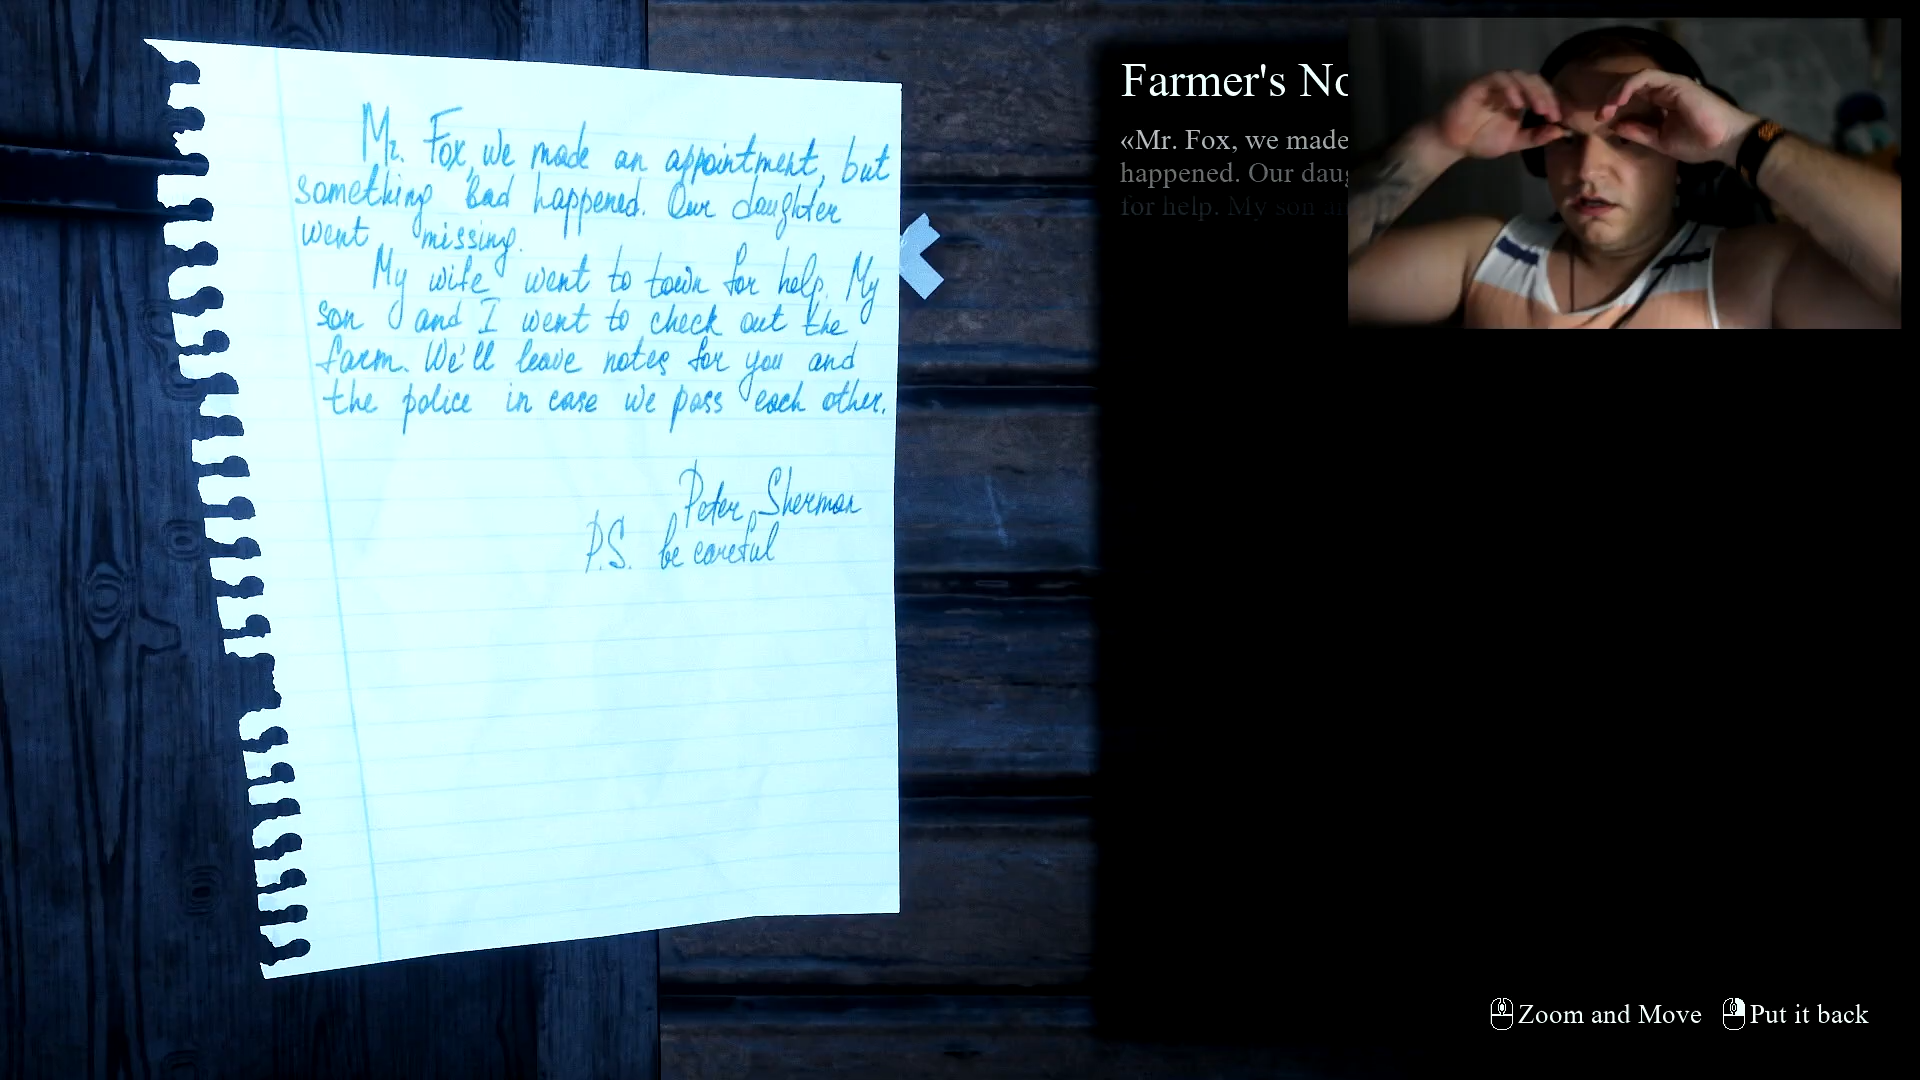 Mr. Fox, we made an appointment, but
something bad happened. Our daughter
went missing.
My wife went to town for help. My
son and I went to check out the
farm. We'll leave notes for you and
the police in case we pass each other.
Peter Sherman
P.S. be careful
Farmer's No
«Mr. Fox, we made
happened. Our daug
for help. My son an
Zoom and Move
Put it back